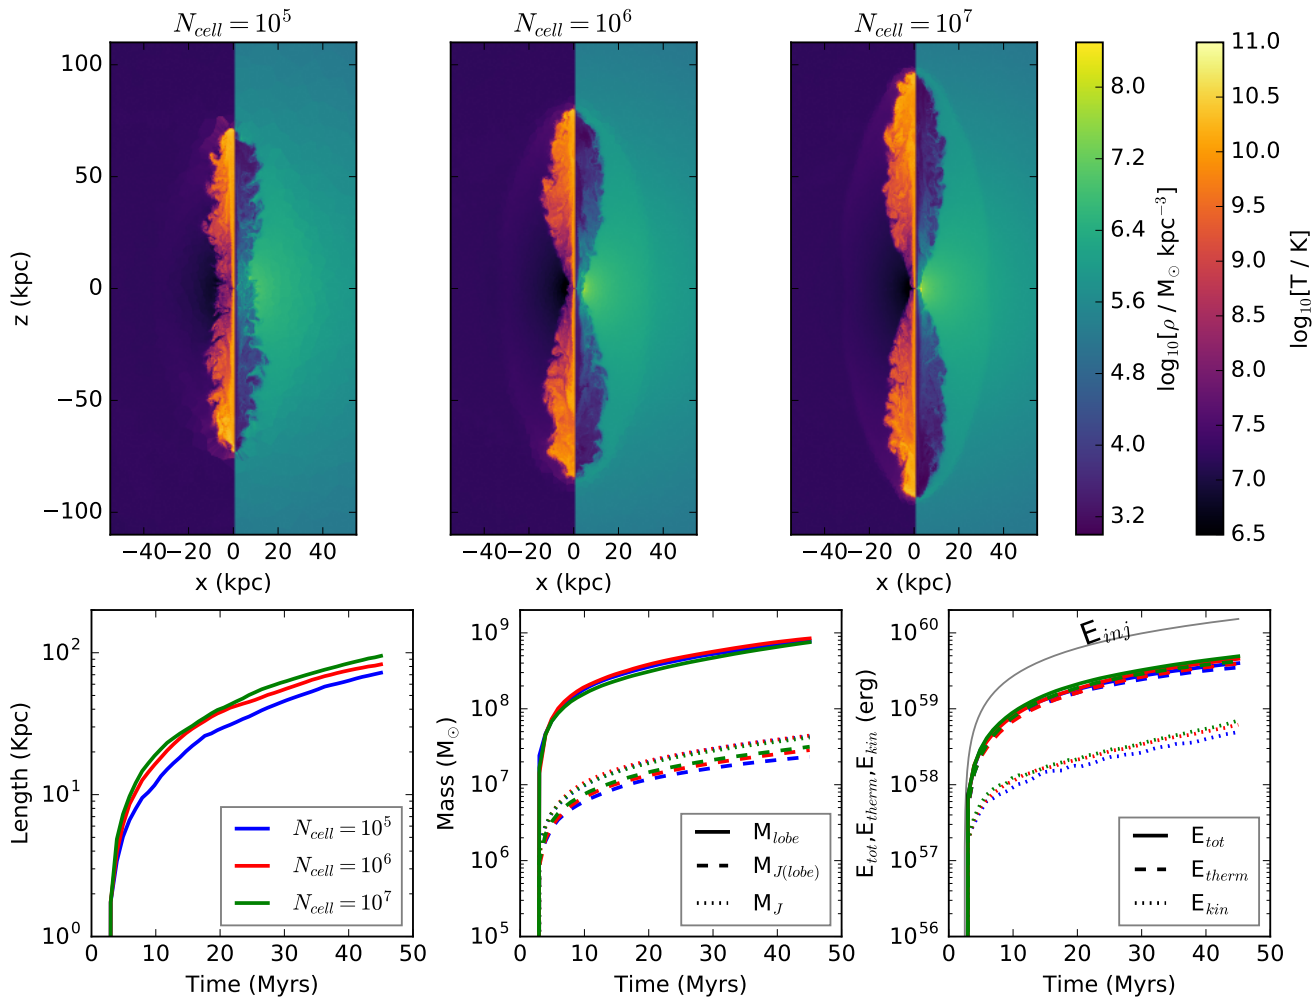 N_cell = 10^5
N_cell = 10^6
N_cell = 10^7
z (kpc)
100
50
0
−50
−100
−40 −20 0 20 40
x (kpc)
−40 −20 0 20 40
x (kpc)
−40 −20 0 20 40
x (kpc)
8.0
7.2
6.4
5.6
4.8
4.0
3.2
log₁₀[ρ / M⊙ kpc⁻³]
11.0
10.5
10.0
9.5
9.0
8.5
8.0
7.5
7.0
6.5
log₁₀[T / K]
Length (Kpc)
10^2
10^1
10^0
0 10 20 30 40 50
Time (Myrs)
N_cell = 10^5
N_cell = 10^6
N_cell = 10^7
Mass (M⊙)
10^9
10^8
10^7
10^6
10^5
0 10 20 30 40 50
Time (Myrs)
M_lobe
M_J(lobe)
M_J
E_tot, E_therm, E_kin (erg)
10^60
10^59
10^58
10^57
10^56
0 10 20 30 40 50
Time (Myrs)
E_inj
E_tot
E_therm
E_kin